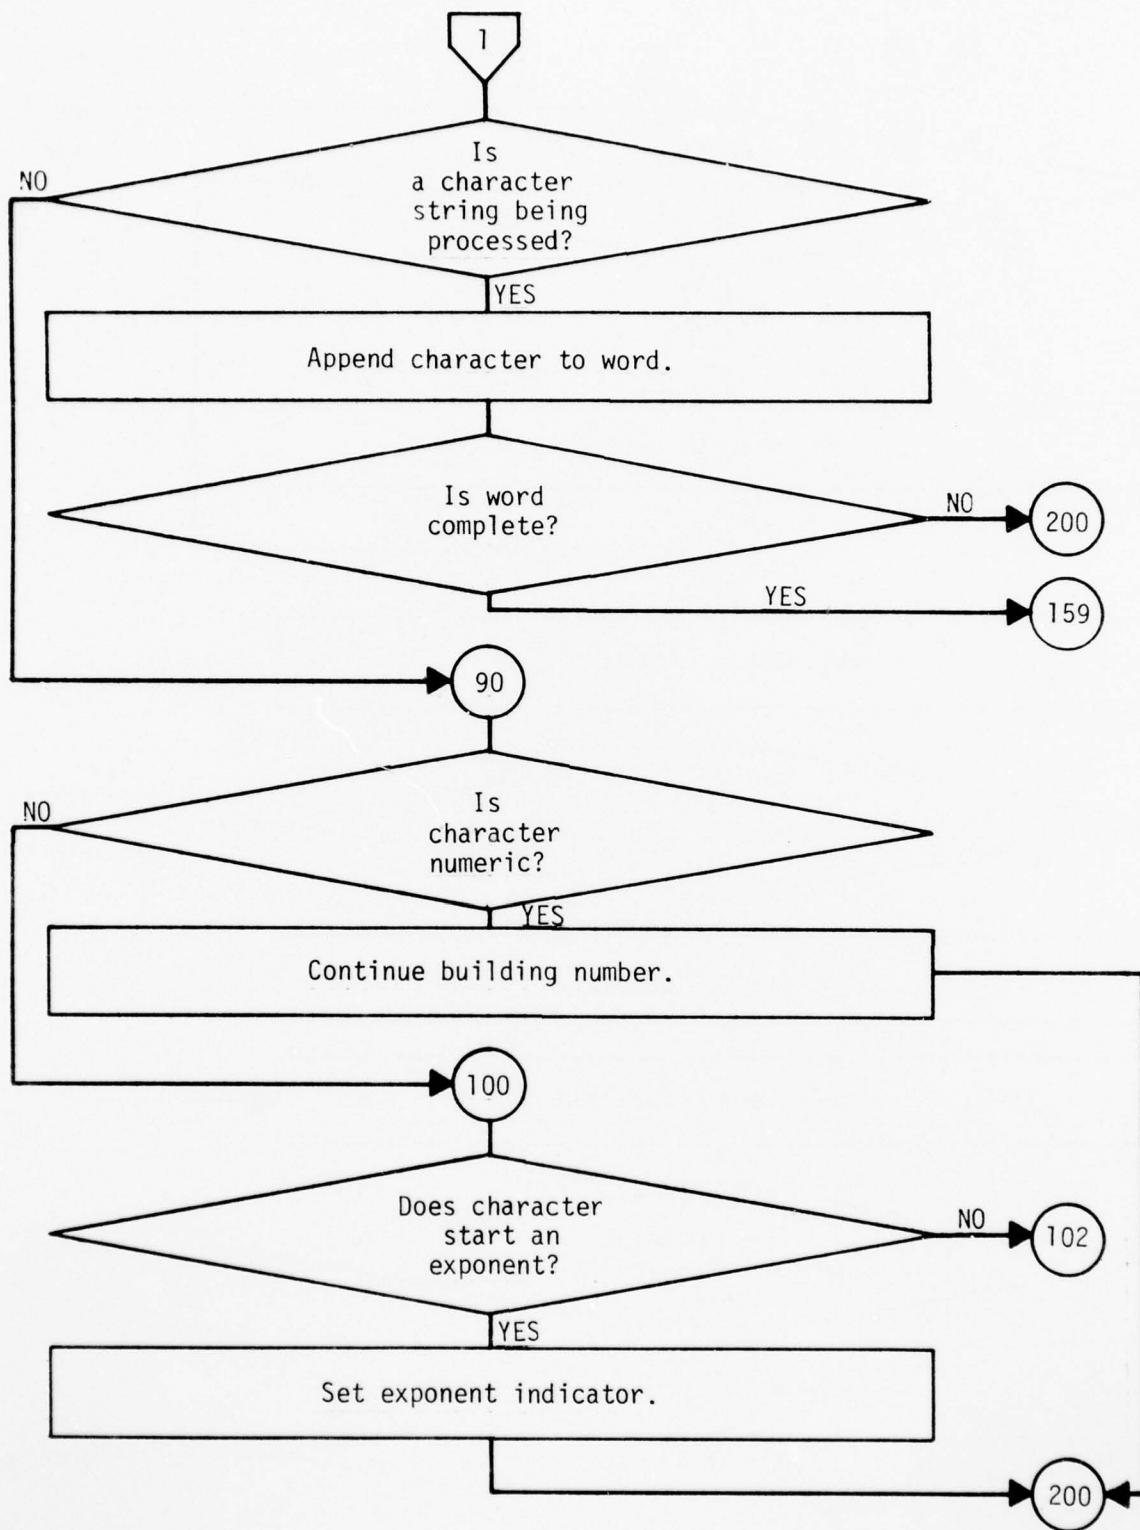 1
Is
a character
string being
processed?
NO
YES
Append character to word.
Is word
complete?
NO
200
YES
159
90
Is
character
numeric?
NO
YES
Continue building number.
100
Does character
start an
exponent?
NO
102
YES
Set exponent indicator.
200